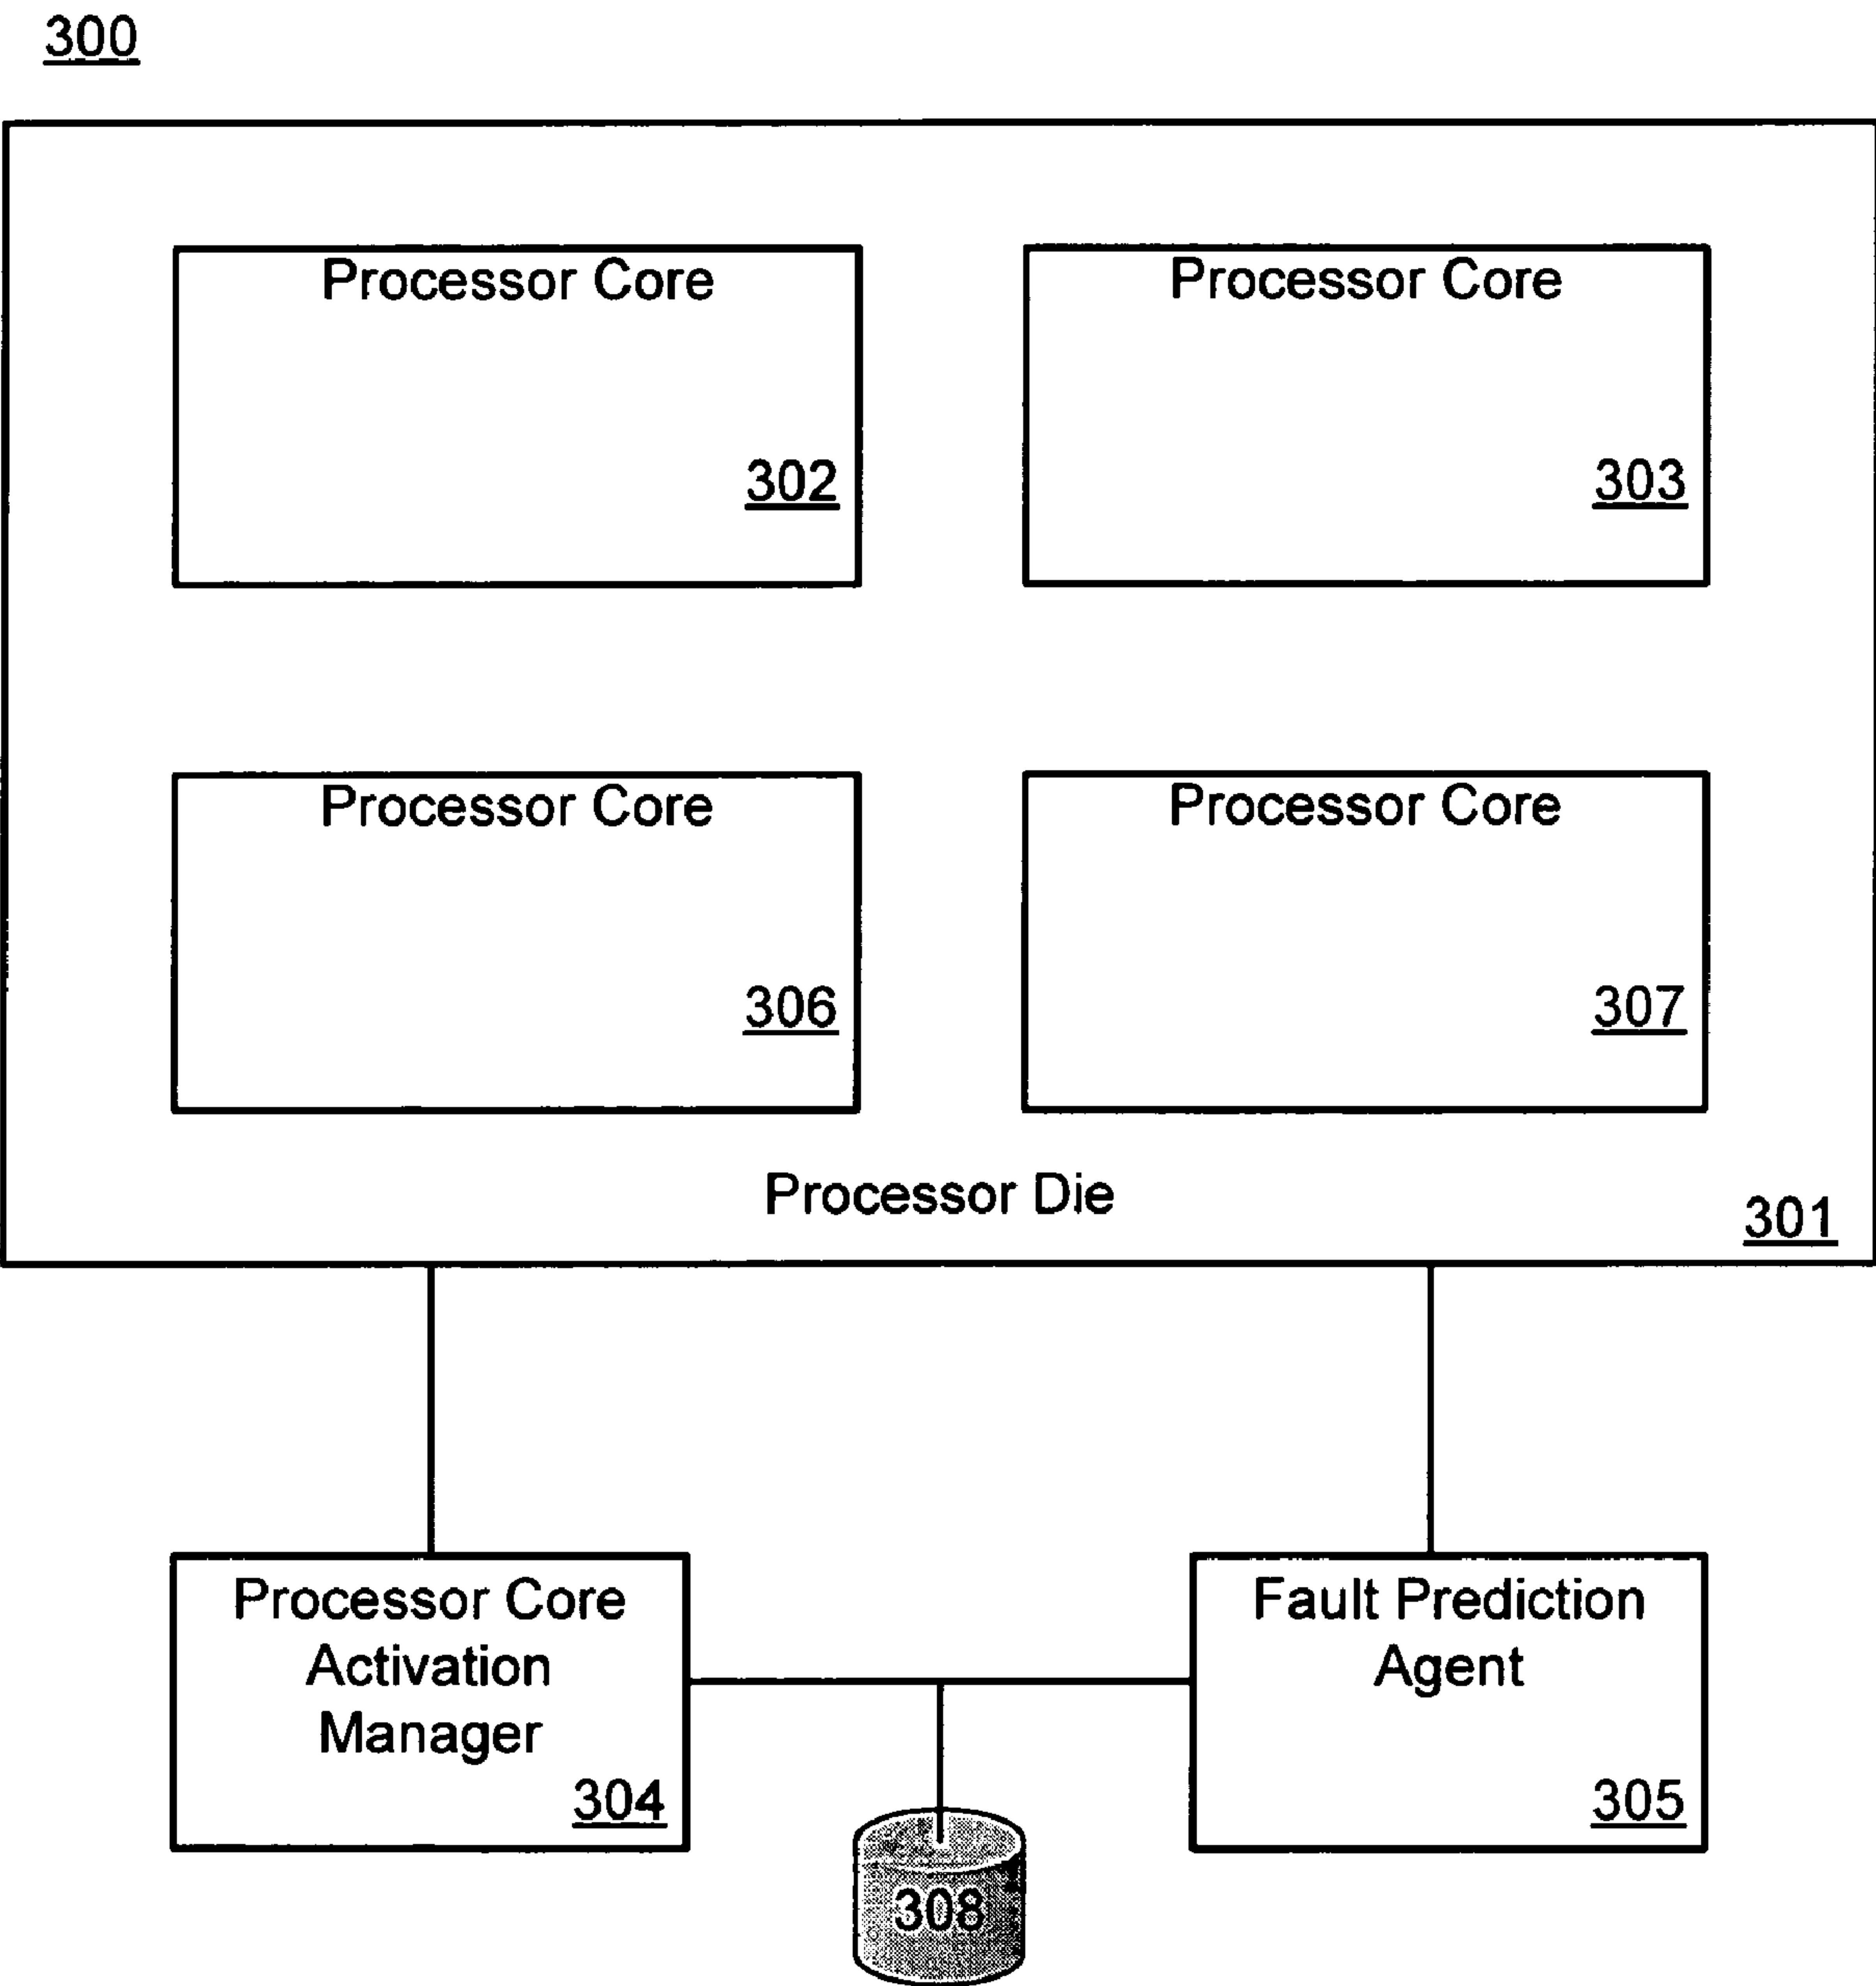 300
Processor Core
302
Processor Core
303
Processor Core
306
Processor Core
307
Processor Die
301
Processor Core
Activation
Manager
304
Fault Prediction
Agent
305
308